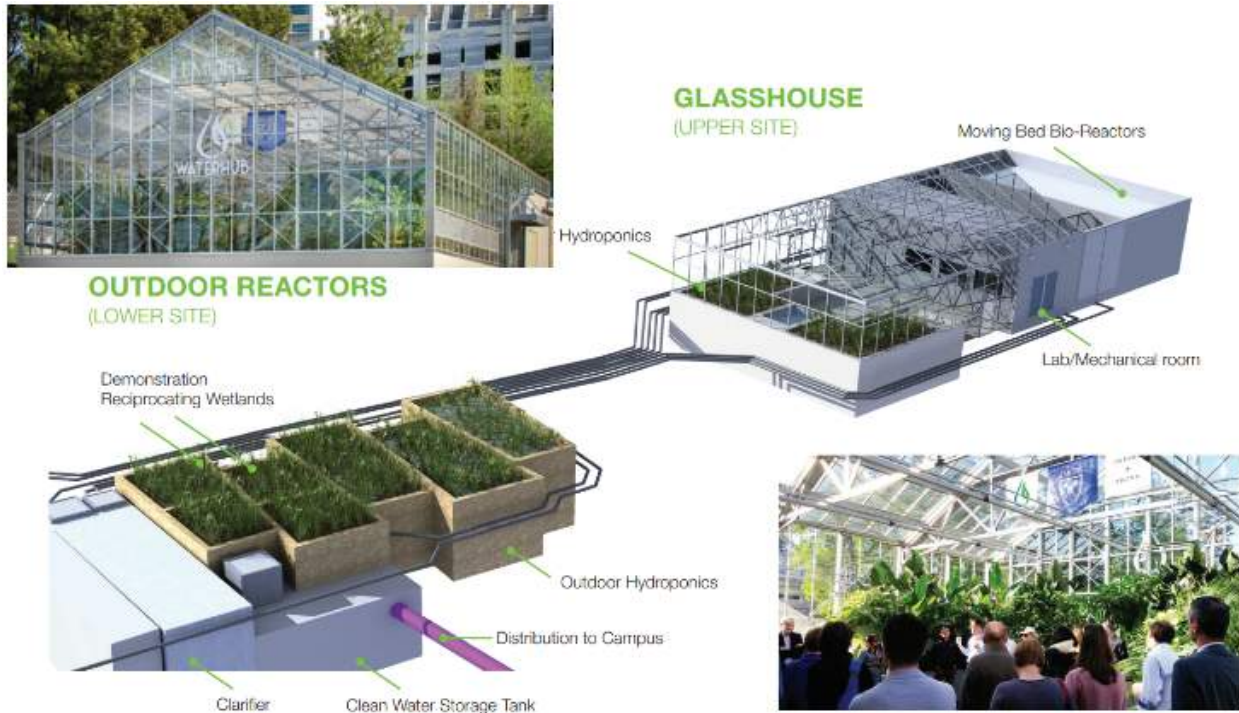 WATERHUB
GLASSHOUSE
(UPPER SITE)
Moving Bed Bio-Reactors
Hydroponics
OUTDOOR REACTORS
(LOWER SITE)
Lab/Mechanical room
Demonstration
Reciprocating Wetlands
Outdoor Hydroponics
Distribution to Campus
Clarifier
Clean Water Storage Tank